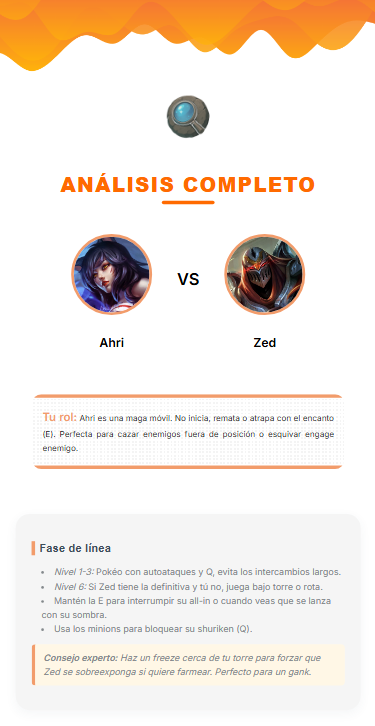 ANÁLISIS COMPLETO
VS
Ahri
Zed
Tu rol: Ahri es una maga móvil. No inicia, remata o atrapa con el encanto
(E). Perfecta para cazar enemigos fuera de posición o esquivar engage
enemigo.
Fase de línea
• Nivel 1-3: Pokéo con autoataques y Q, evita los intercambios largos.
• Nivel 6: Si Zed tiene la definitiva y tú no, juega bajo torre o rota.
• Mantén la E para interrumpir su all-in o cuando veas que se lanza
con su sombra.
• Usa los minions para bloquear su shuriken (Q).
Consejo experto: Haz un freeze cerca de tu torre para forzar que
Zed se sobreexponga si quiere farmear. Perfecto para un gank.